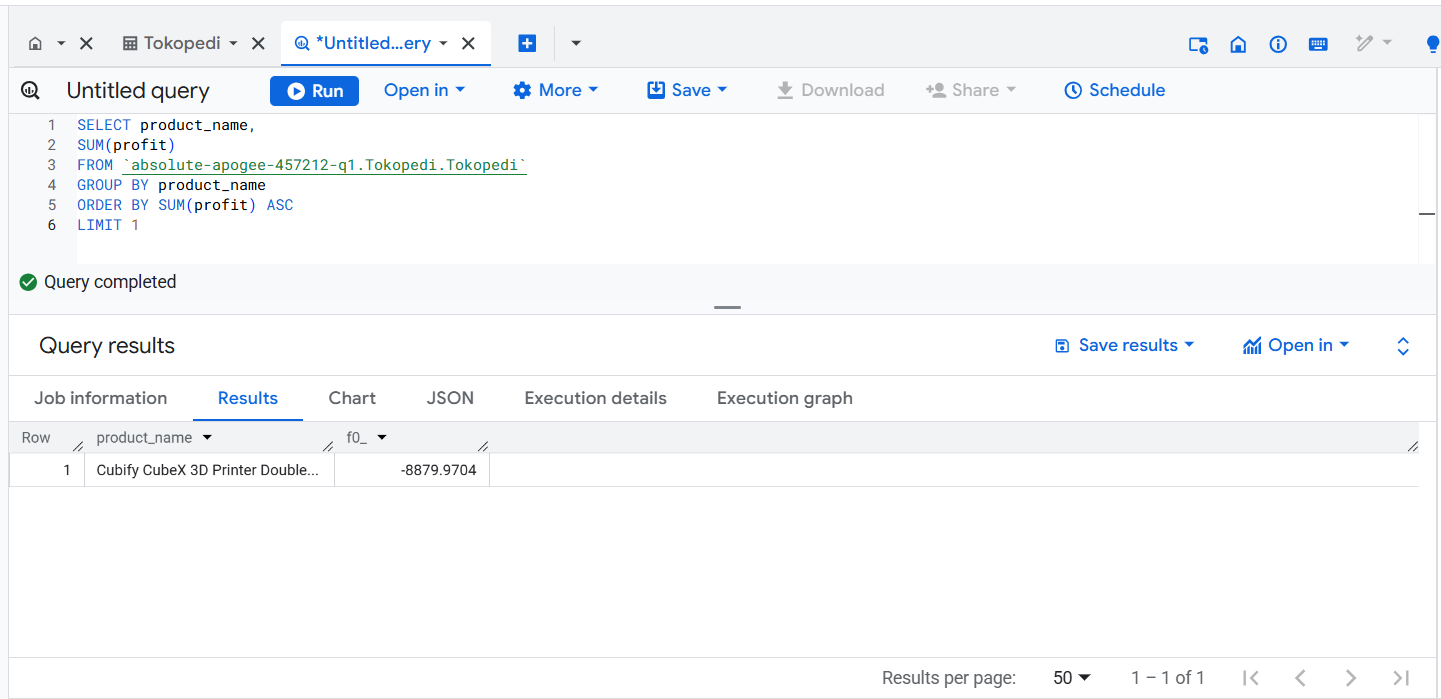 Tokopedi
*Untitled...ery
Untitled query
Run
Open in
More
Save
Download
Share
Schedule
1 SELECT product_name,
2 SUM(profit)
3 FROM `absolute-apogee-457212-q1.Tokopedi.Tokopedi`
4 GROUP BY product_name
5 ORDER BY SUM(profit) ASC
6 LIMIT 1
Query completed
Query results
Save results
Open in
Job information
Results
Chart
JSON
Execution details
Execution graph
Row product_name f0_
1 Cubify CubeX 3D Printer Double... -8879.9704
Results per page: 50 1 – 1 of 1